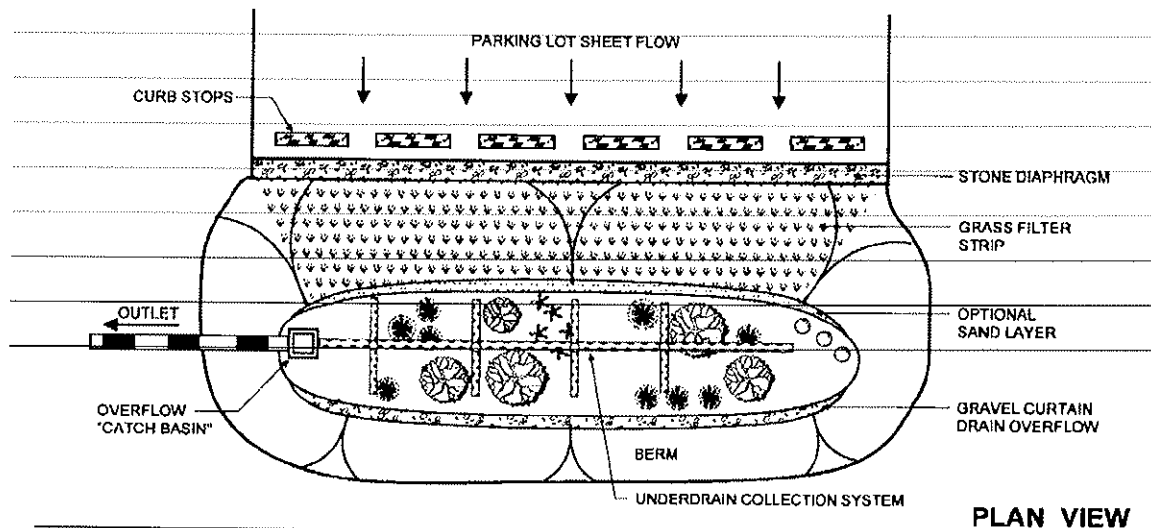 PARKING LOT SHEET FLOW
CURB STOPS
STONE DIAPHRAGM
GRASS FILTER
STRIP
OUTLET
OPTIONAL
SAND LAYER
OVERFLOW
"CATCH BASIN"
GRAVEL CURTAIN
DRAIN OVERFLOW
BERM
UNDERDRAIN COLLECTION SYSTEM
PLAN VIEW